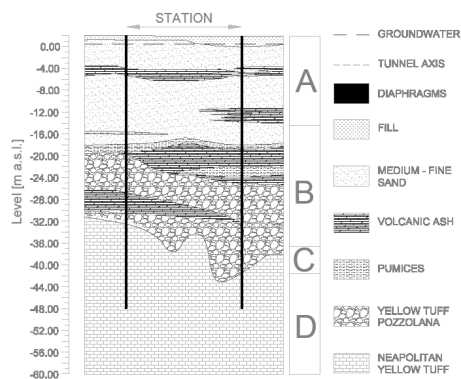 STATION
Level [m a.s.l.]
0.00
-4.00
-8.00
-12.00
-16.00
-20.00
-24.00
-28.00
-32.00
-36.00
-40.00
-44.00
-48.00
-52.00
-56.00
-60.00
A
B
C
D
GROUNDWATER
TUNNEL AXIS
DIAPHRAGMS
FILL
MEDIUM - FINE
SAND
VOLCANIC ASH
PUMICES
YELLOW TUFF
POZZOLANA
NEAPOLITAN
YELLOW TUFF